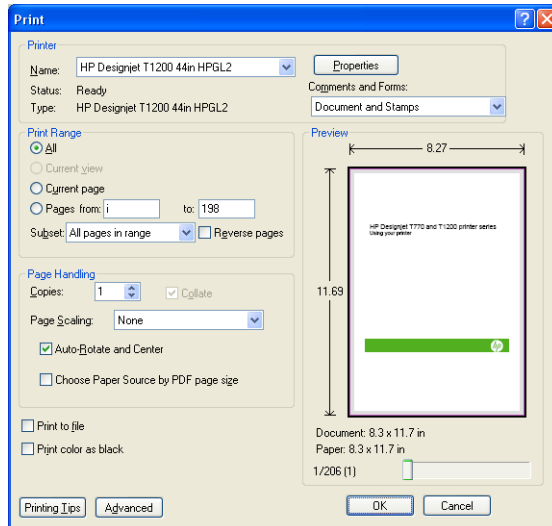 Print
Printer
Name: HP Designjet T1200 44in HPGL2
Properties
Status: Ready
Comments and Forms:
Type: HP Designjet T1200 44in HPGL2
Document and Stamps
Print Range
All
Current view
Current page
Pages from: i to: 198
Subset: All pages in range
Reverse pages
Page Handling
Copies: 1
Collate
Page Scaling: None
Auto-Rotate and Center
Choose Paper Source by PDF page size
Print to file
Print color as black
Preview
8.27
11.69
HP Designjet T770 and T1200 printer series
Using your printer
hp
Document: 8.3 x 11.7 in
Paper: 8.3 x 11.7 in
1/206 (1)
Printing Tips
Advanced
OK
Cancel